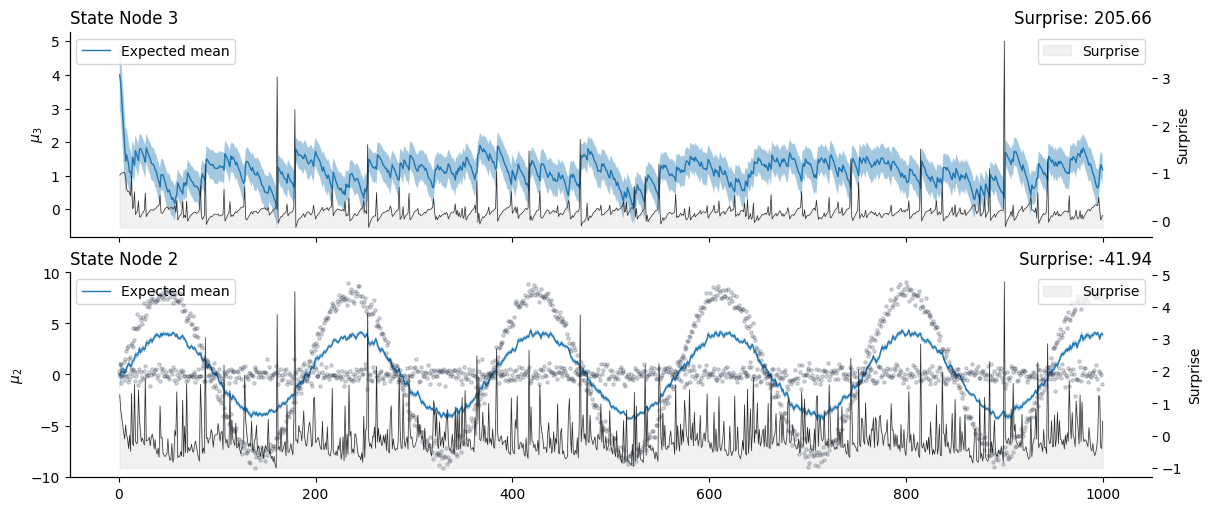 State Node 3
Surprise: 205.66
Expected mean
Surprise
5
4
3
2
1
0
μ3
3
2
1
0
Surprise
State Node 2
Surprise: -41.94
Expected mean
Surprise
10
5
0
−5
−10
μ2
5
4
3
2
1
0
−1
Surprise
0
200
400
600
800
1000